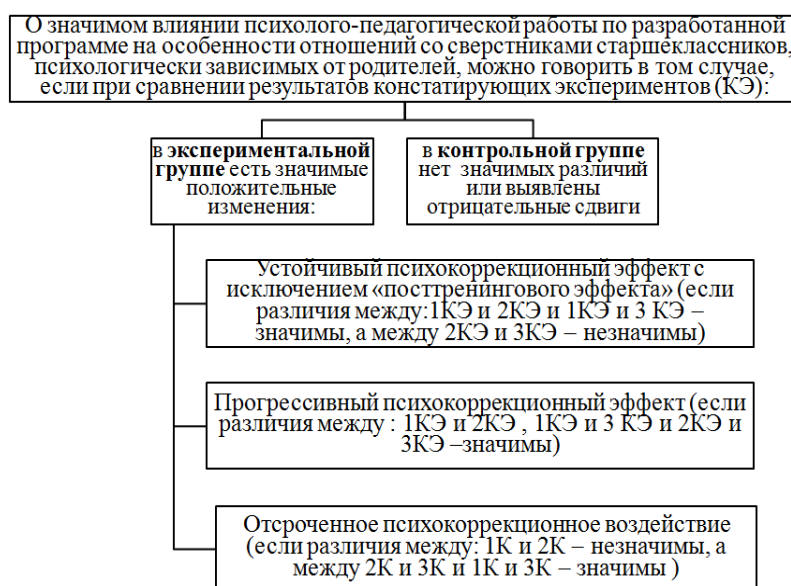 О значимом влиянии психолого-педагогической работы по разработанной
программе на особенности отношений со сверстниками старшеклассников,
психологически зависимых от родителей, можно говорить в том случае,
если при сравнении результатов констатирующих экспериментов (КЭ):
в экспериментальной
группе есть значимые
положительные
изменения:
в контрольной группе
нет значимых различий
или выявлены
отрицательные сдвиги
Устойчивый психокоррекционный эффект с
исключением «посттренингового эффекта» (если
различия между:1КЭ и 2КЭ и 1КЭ и 3 КЭ –
значимы, а между 2КЭ и 3КЭ – незначимы)
Прогрессивный психокоррекционный эффект (если
различия между : 1КЭ и 2КЭ , 1КЭ и 3 КЭ и 2КЭ и
3КЭ –значимы)
Отсроченное психокоррекционное воздействие
(если различия между: 1К и 2К – незначимы, а
между 2К и 3К и 1К и 3К – значимы )